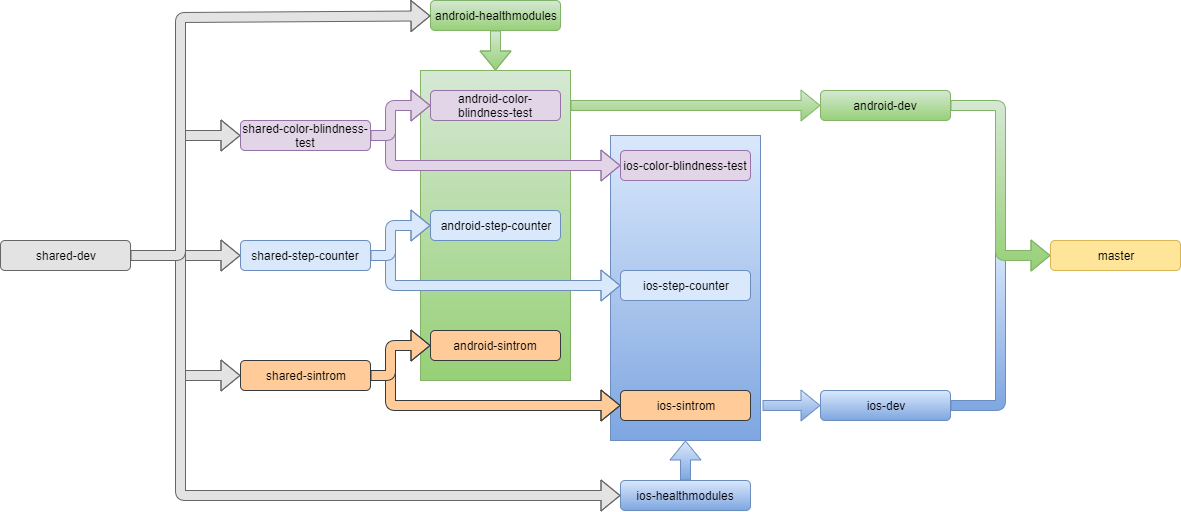 android-healthmodules
android-color-
blindness-test
android-dev
shared-color-blindness-
test
ios-color-blindness-test
android-step-counter
shared-dev
shared-step-counter
master
ios-step-counter
android-sintrom
shared-sintrom
ios-sintrom
ios-dev
ios-healthmodules